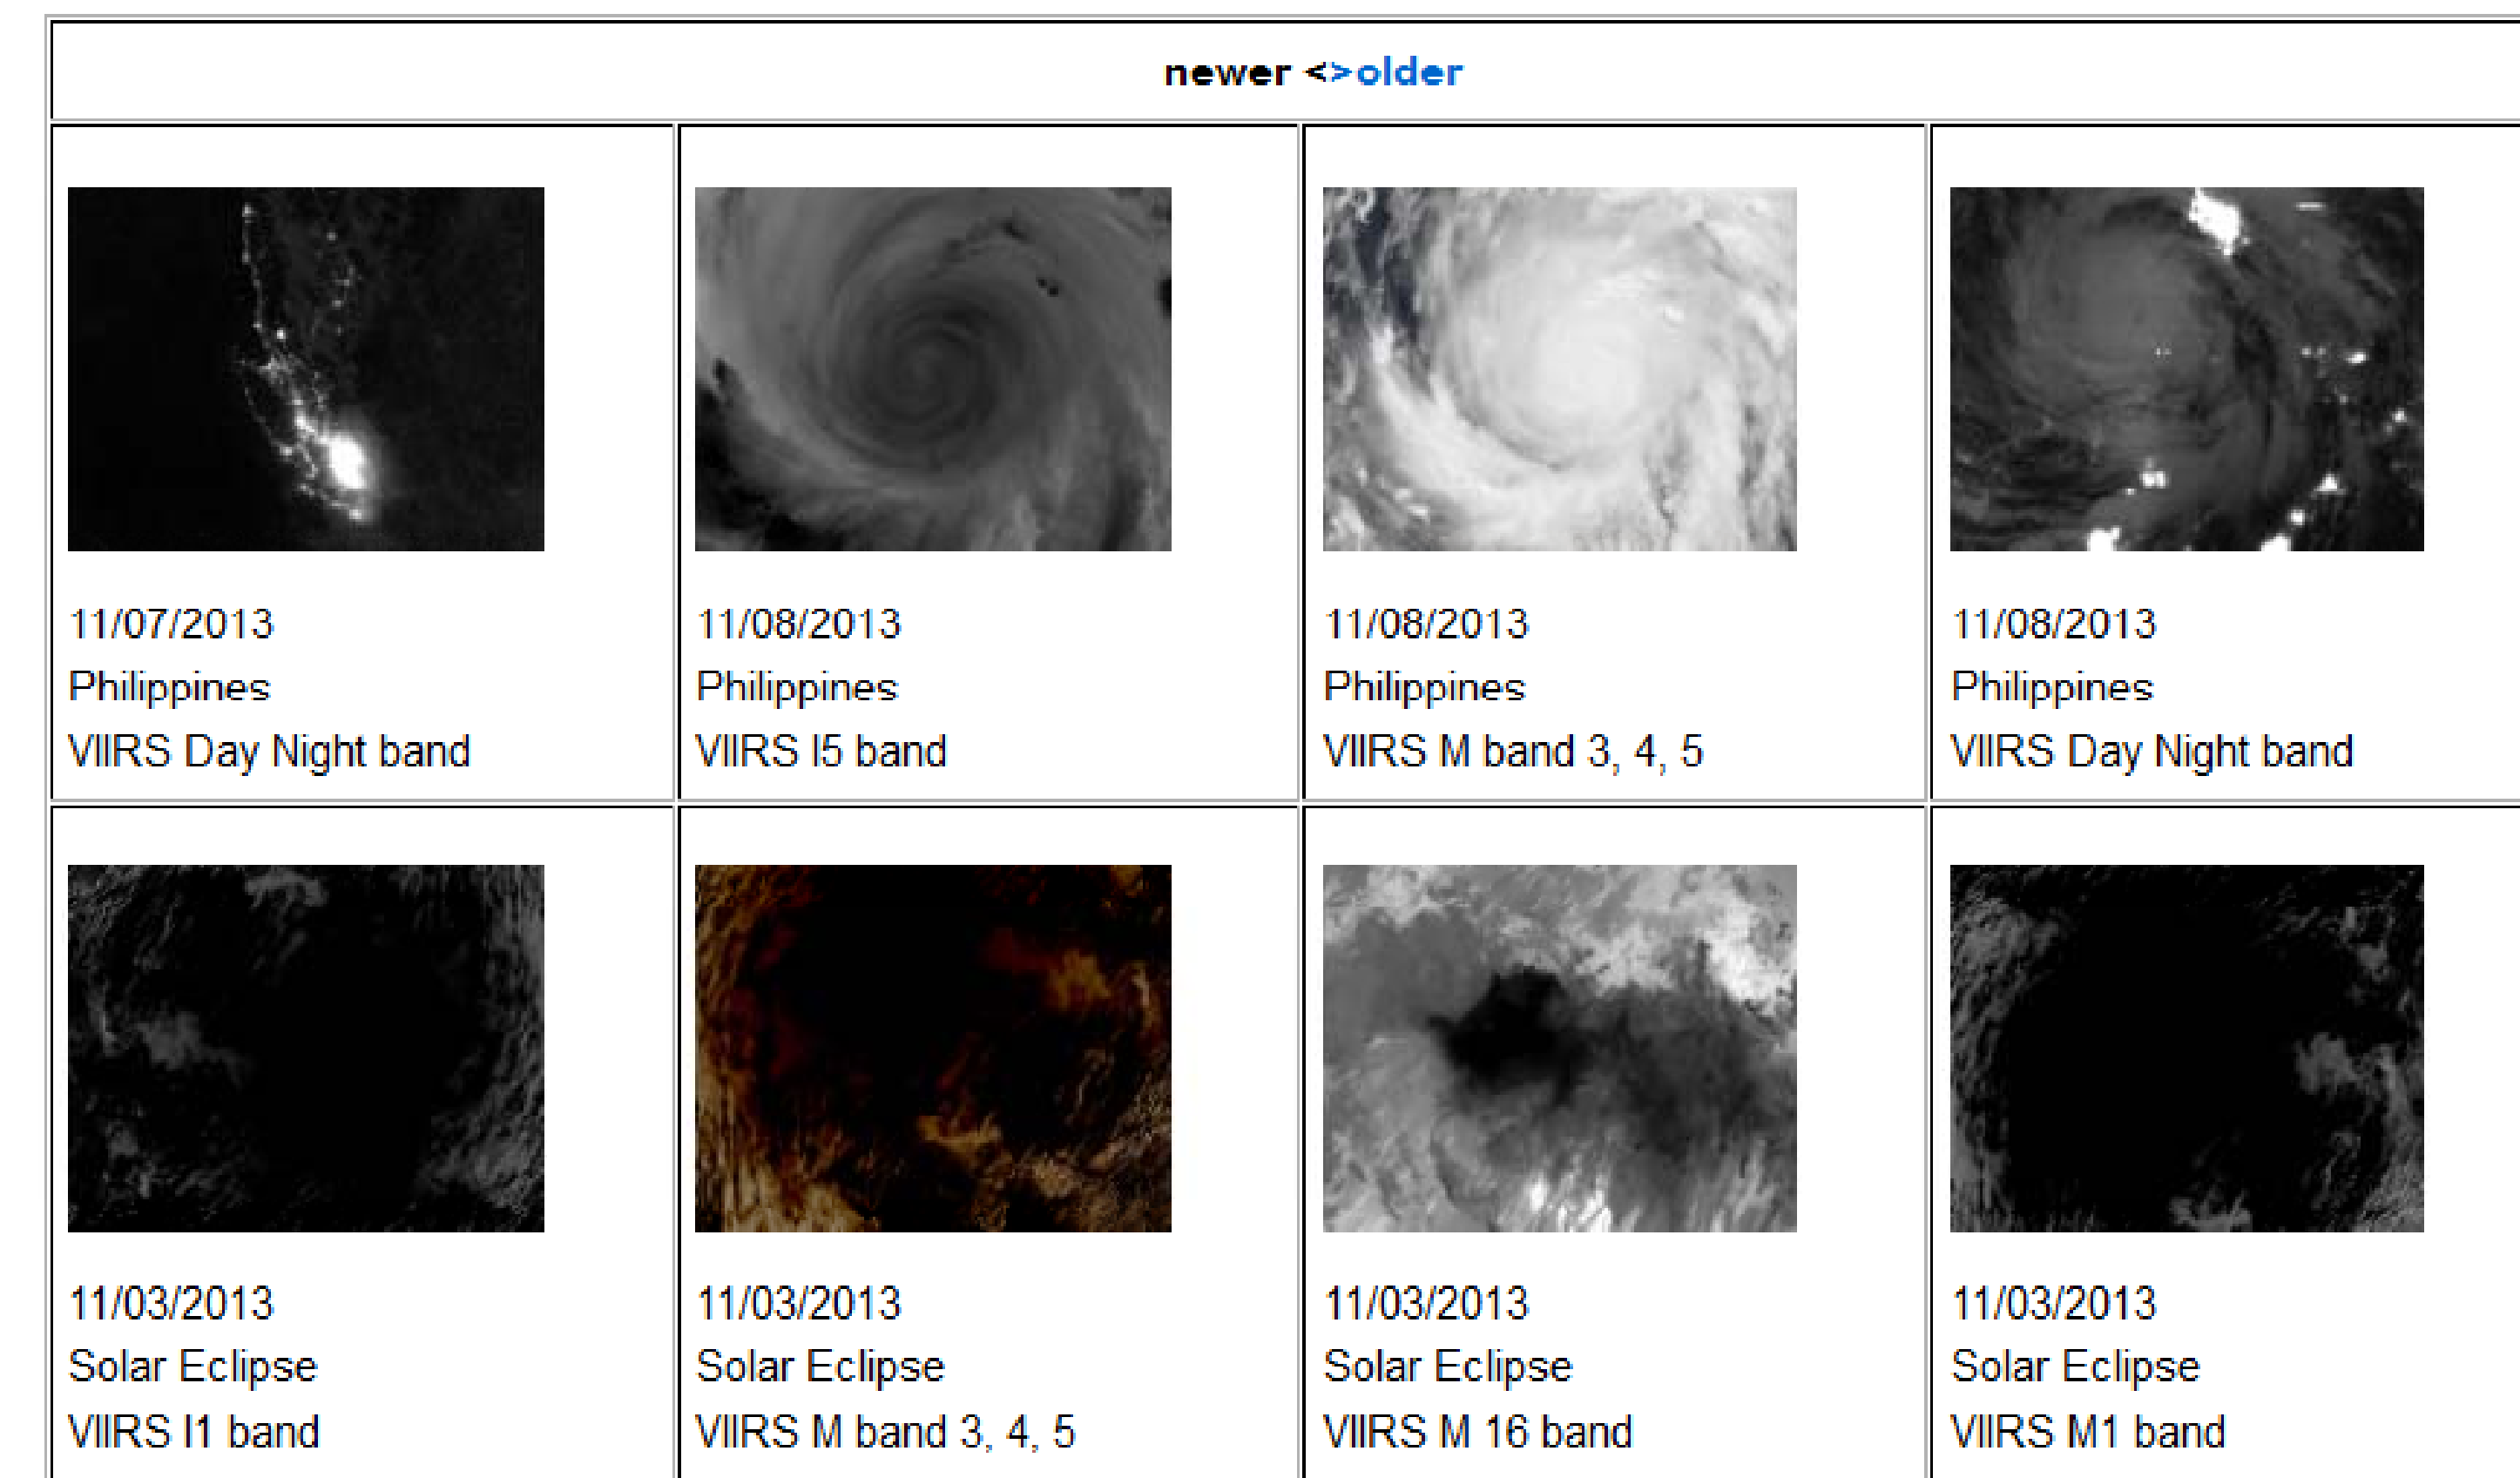 newer <>older
11/07/2013
Philippines
VIIRS Day Night band
11/08/2013
Philippines
VIIRS I5 band
11/08/2013
Philippines
VIIRS M band 3, 4, 5
11/08/2013
Philippines
VIIRS Day Night band
11/03/2013
Solar Eclipse
VIIRS I1 band
11/03/2013
Solar Eclipse
VIIRS M band 3, 4, 5
11/03/2013
Solar Eclipse
VIIRS M 16 band
11/03/2013
Solar Eclipse
VIIRS M1 band